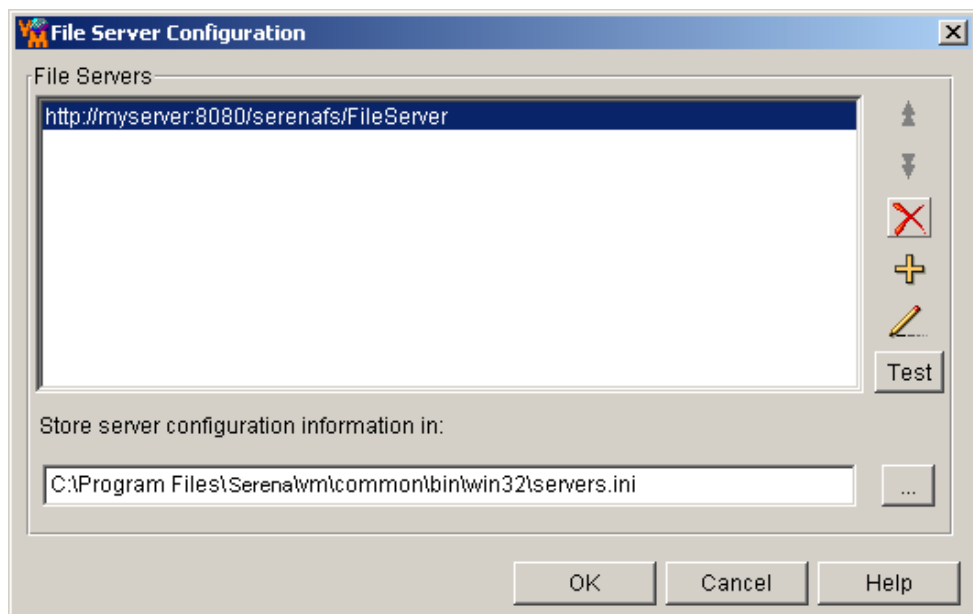 File Server Configuration
File Servers
http://myserver:8080/serenafs/FileServer
Test
Store server configuration information in:
C:\Program Files\Serena\vm\common\bin\win32\servers.ini
...
OK
Cancel
Help